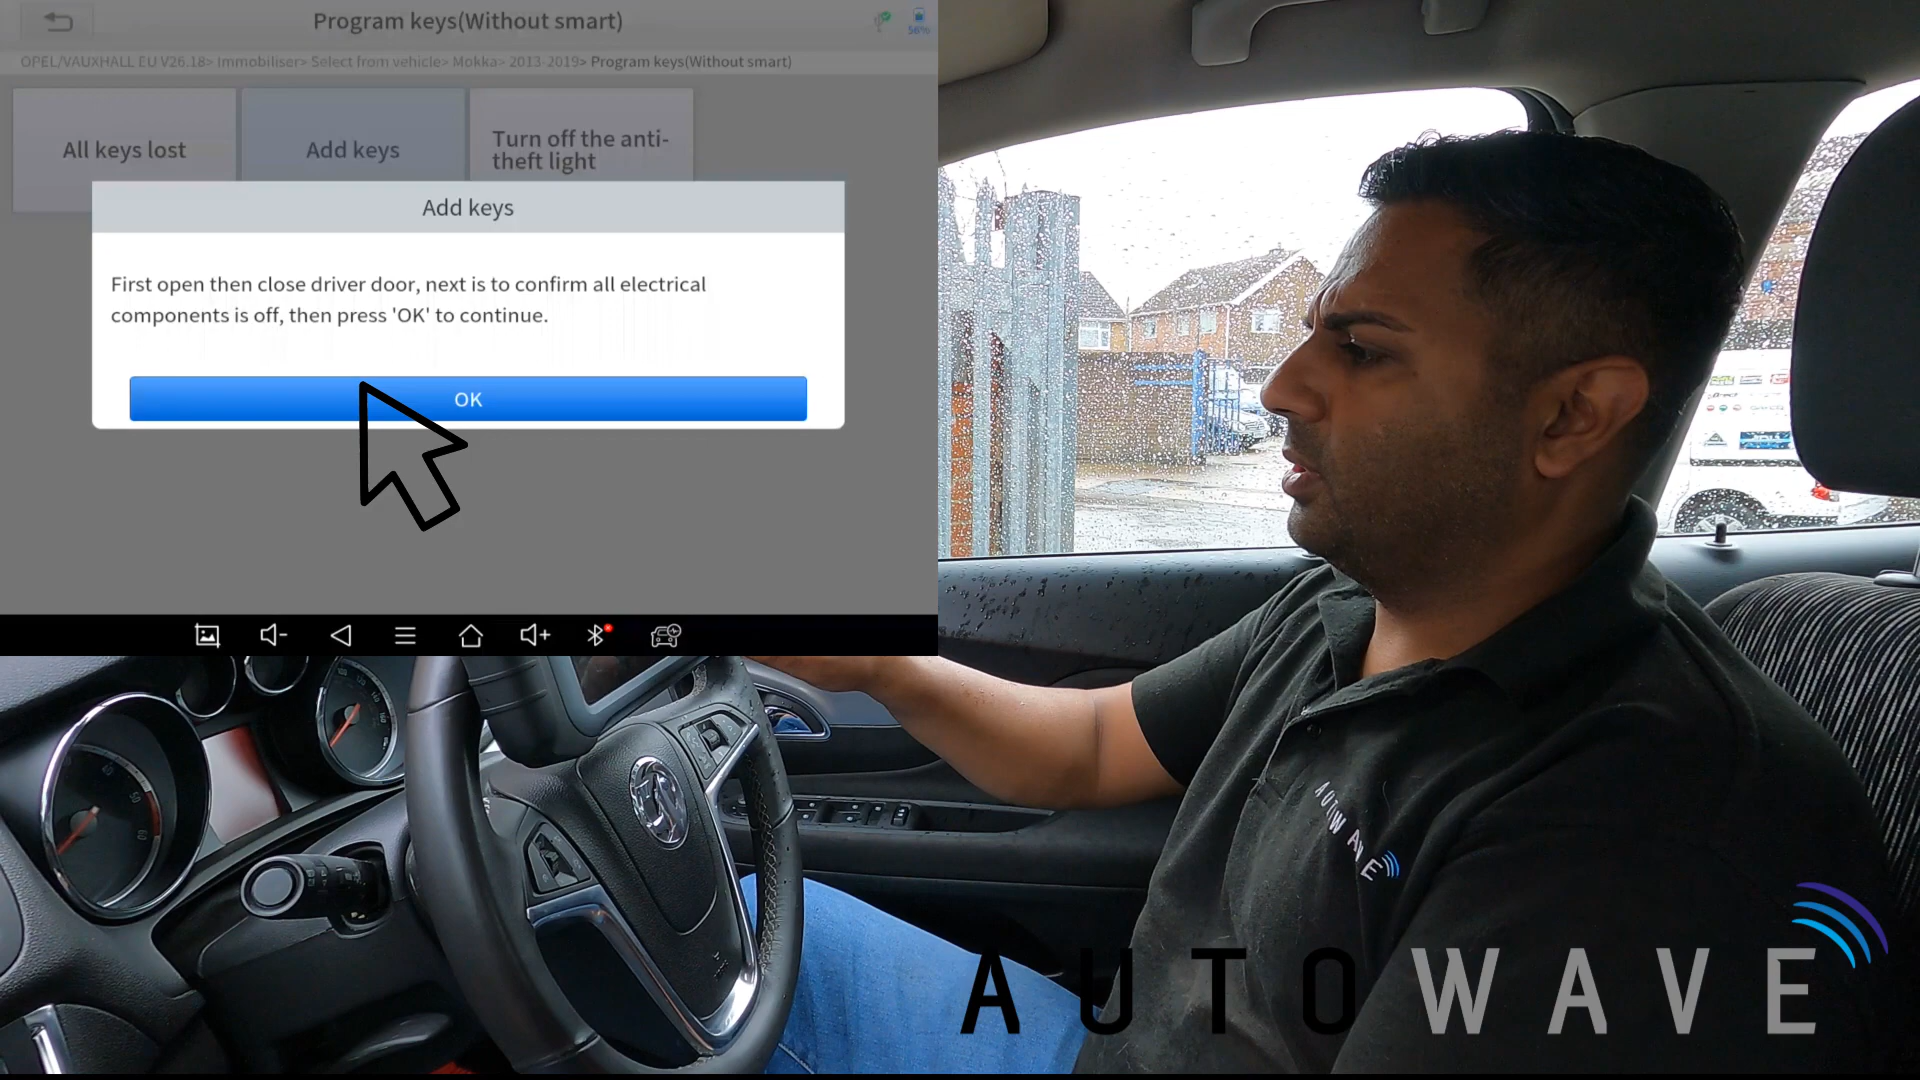 Program keys(Without smart)
56%
OPEL/VAUXHALL EU V26.18> Immobiliser> Select from vehicle> Mokka> 2013-2019> Program keys(Without smart)
All keys lost
Add keys
Turn off the anti-
theft light
Add keys
First open then close driver door, next is to confirm all electrical
components is off, then press 'OK' to continue.
OK
AUTOWAVE
AUTOWAVE